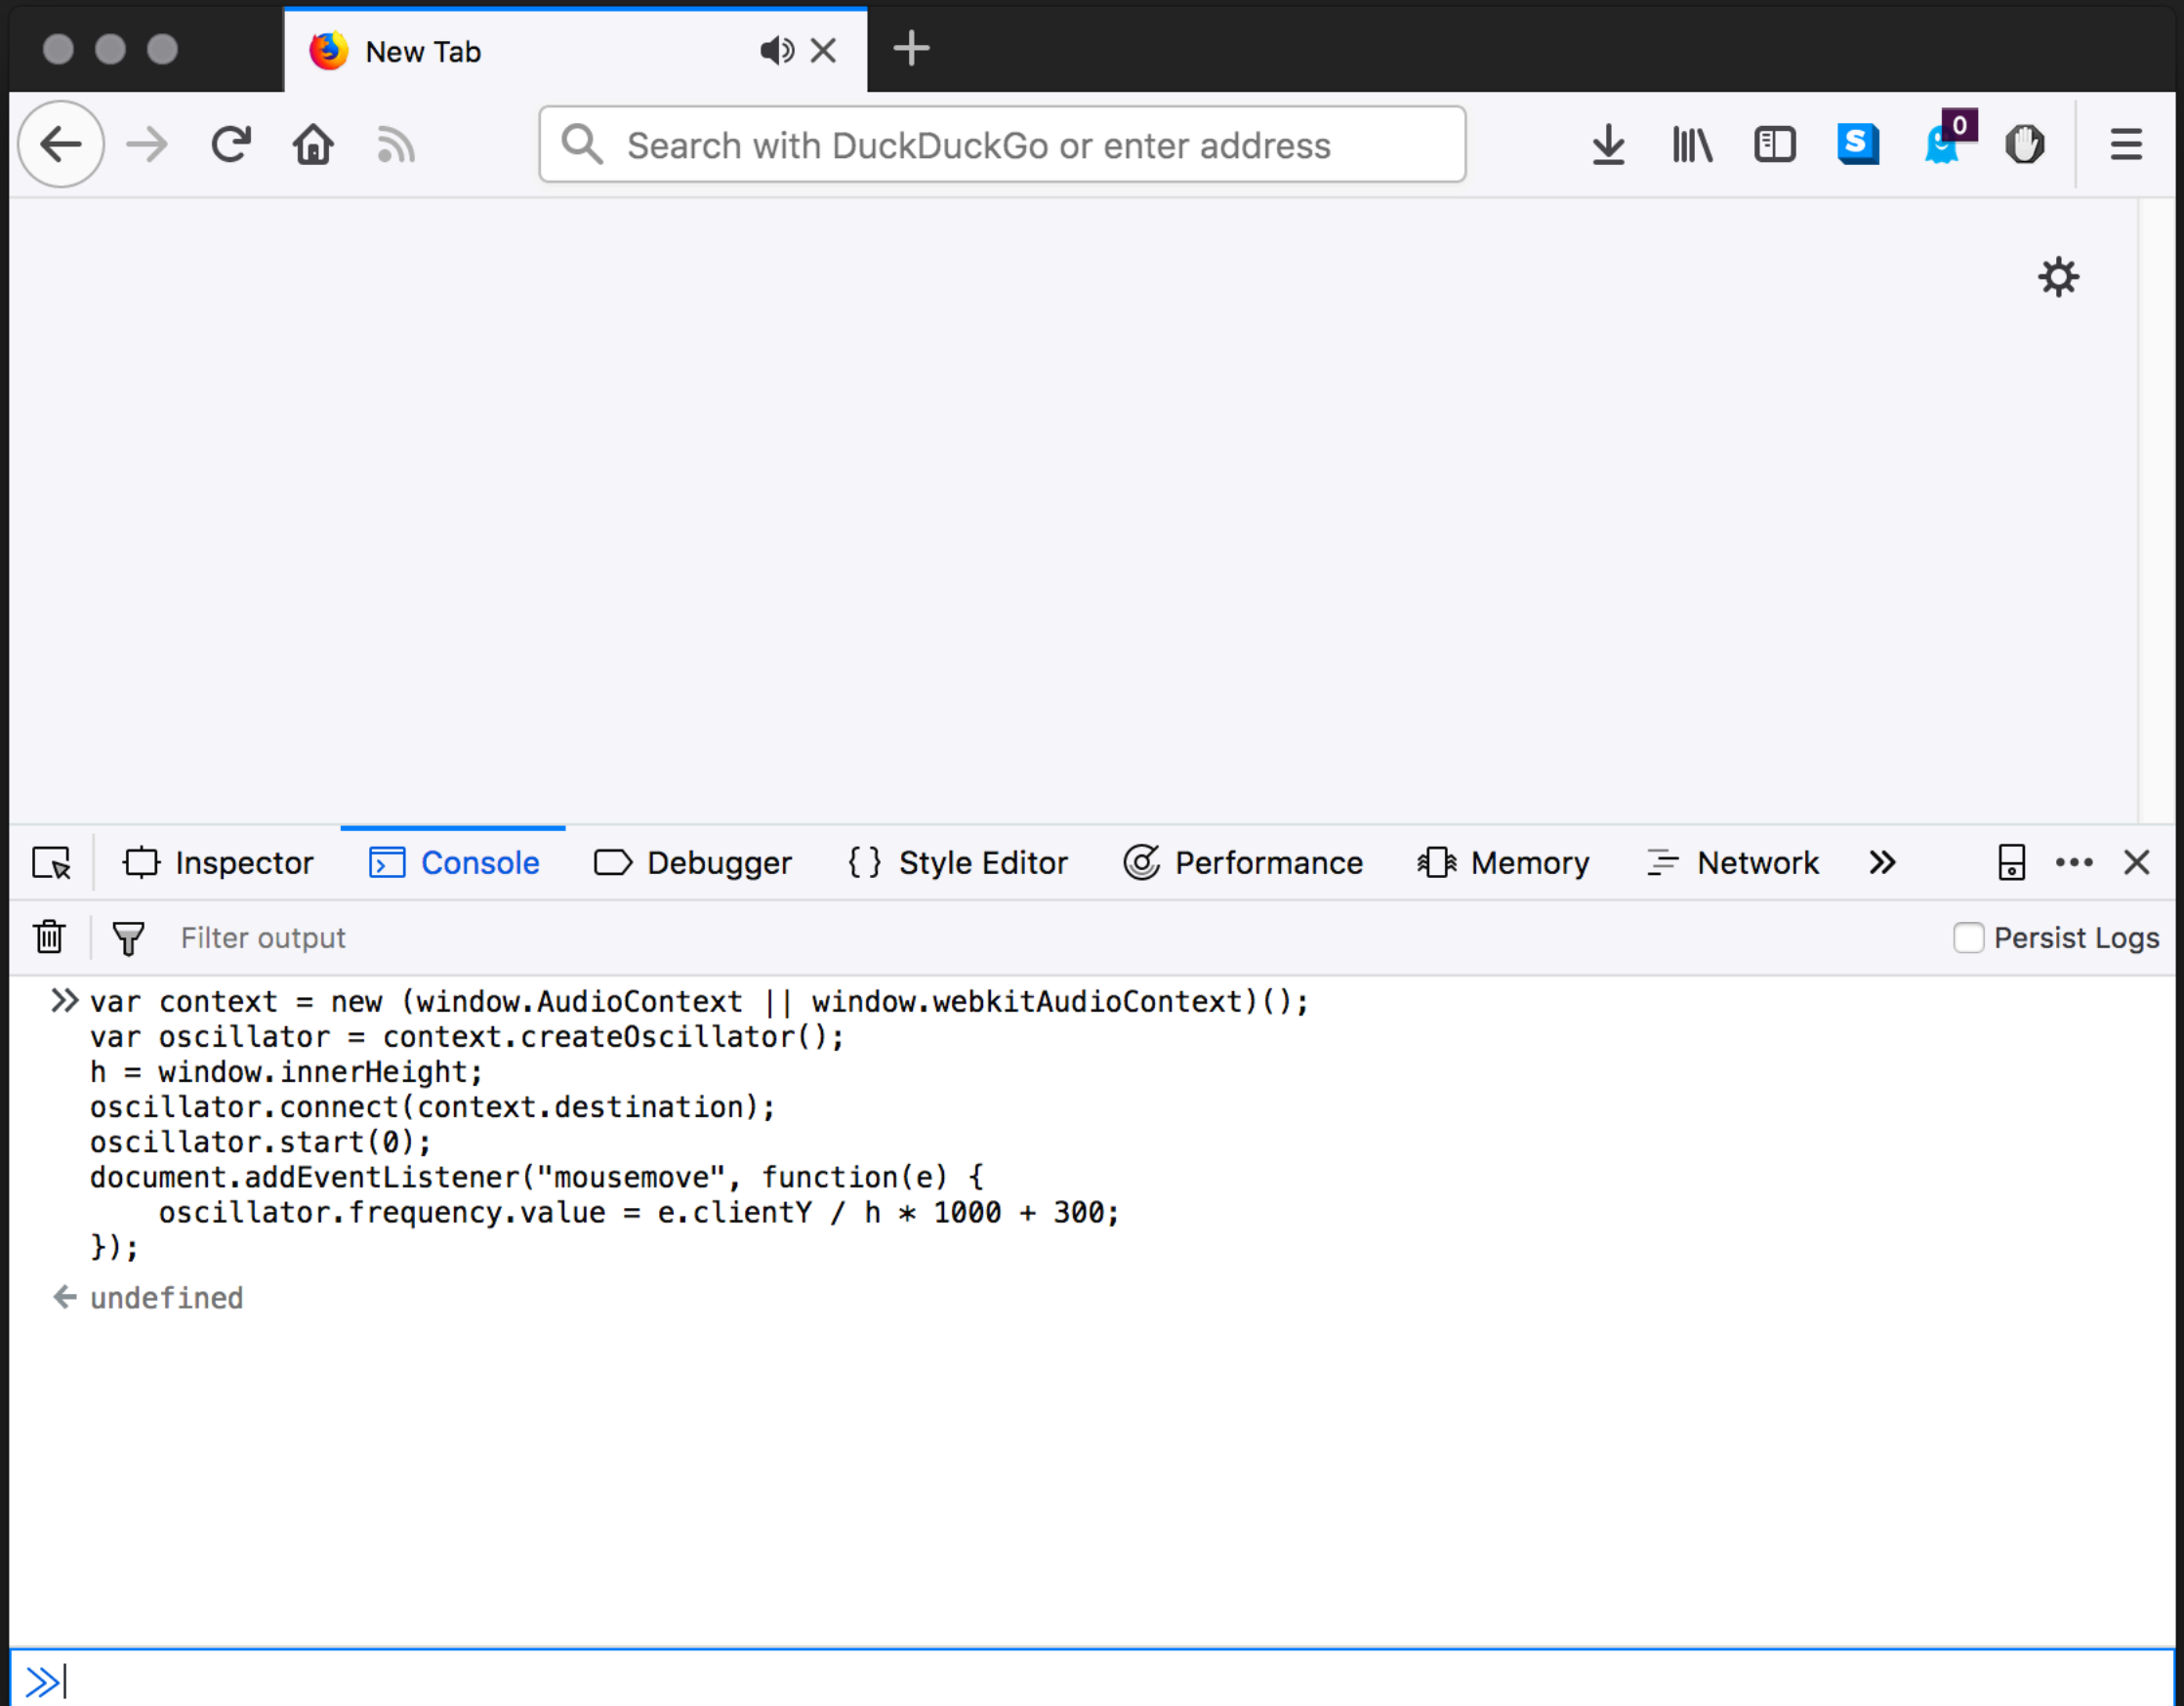 New Tab
Search with DuckDuckGo or enter address
S
0
Inspector Console Debugger { } Style Editor Performance Memory Network
Filter output Persist Logs
var context = new (window.AudioContext || window.webkitAudioContext)();
var oscillator = context.createOscillator();
h = window.innerHeight;
oscillator.connect(context.destination);
oscillator.start(0);
document.addEventListener("mousemove", function(e) {
    oscillator.frequency.value = e.clientY / h * 1000 + 300;
});
undefined